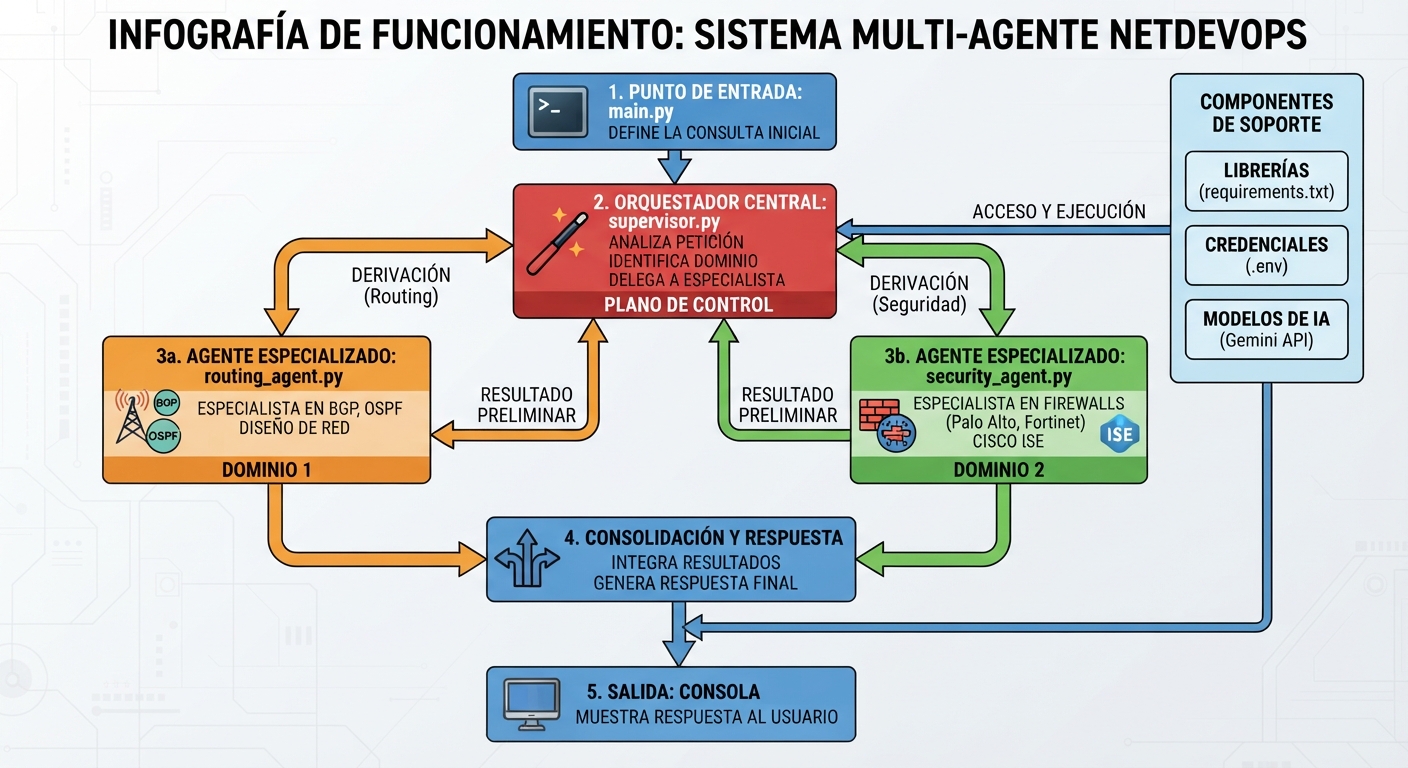 INFOGRAFÍA DE FUNCIONAMIENTO: SISTEMA MULTI-AGENTE NETDEVOPS
>_
1. PUNTO DE ENTRADA:
main.py
DEFINE LA CONSULTA INICIAL
2. ORQUESTADOR CENTRAL:
supervisor.py
ANALIZA PETICIÓN
IDENTIFICA DOMINIO
DELEGA A ESPECIALISTA
PLANO DE CONTROL
COMPONENTES
DE SOPORTE
LIBRERÍAS
(requirements.txt)
CREDENCIALES
(.env)
MODELOS DE IA
(Gemini API)
ACCESO Y EJECUCIÓN
DERIVACIÓN
(Routing)
DERIVACIÓN
(Seguridad)
3a. AGENTE ESPECIALIZADO:
routing_agent.py
BGP
OSPF
ESPECIALISTA EN BGP, OSPF
DISEÑO DE RED
DOMINIO 1
RESULTADO
PRELIMINAR
RESULTADO
PRELIMINAR
3b. AGENTE ESPECIALIZADO:
security_agent.py
ESPECIALISTA EN FIREWALLS
(Palo Alto, Fortinet)
CISCO ISE
ISE
DOMINIO 2
4. CONSOLIDACIÓN Y RESPUESTA
INTEGRA RESULTADOS
GENERA RESPUESTA FINAL
5. SALIDA: CONSOLA
MUESTRA RESPUESTA AL USUARIO